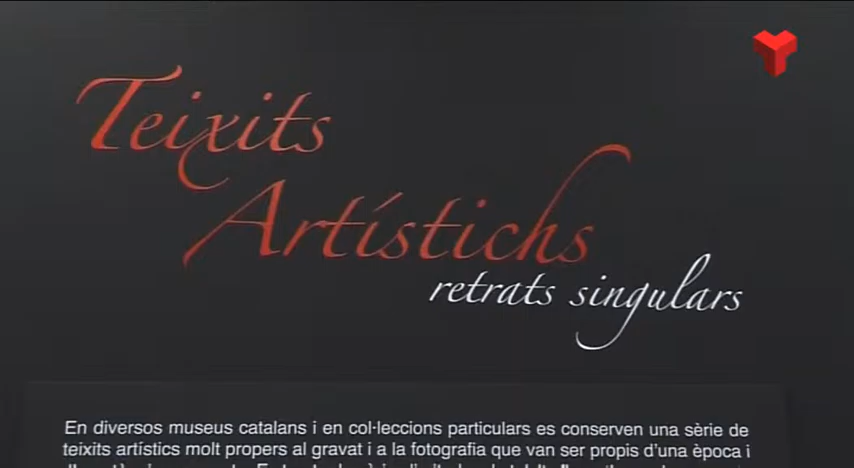 Teixits
Artístichs
retrats singulars
En diversos museus catalans i en col·leccions particulars es conserven una sèrie de
teixits artístics molt propers al gravat i a la fotografia que van ser propis d'una època i